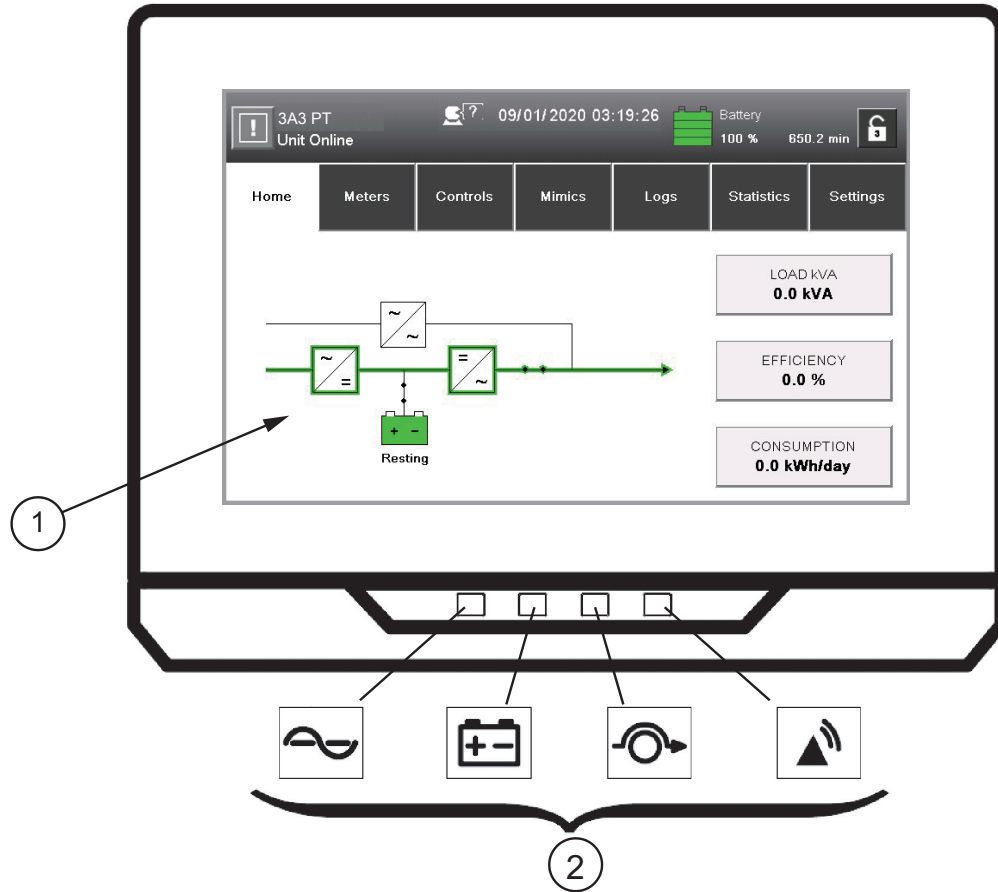 3A3 PT
Unit Online
?
09/01/2020 03:19:26
Battery
100 % 650.2 min
3
!
Home Meters Controls Mimics Logs Statistics Settings
LOAD kVA
0.0 kVA
~
~
~
=
=
~
EFFICIENCY
0.0 %
+ -
Resting
CONSUMPTION
0.0 kWh/day
1
+ -
2